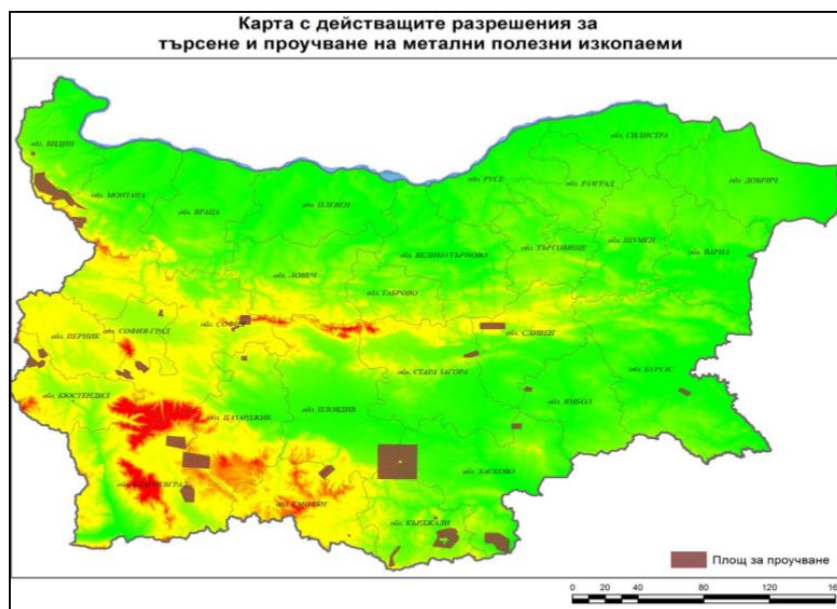 Карта с действащите разрешения за
търсене и проучване на метални полезни изкопаеми
обл. ВИДИН
обл. СИЛИСТРА
обл. РУСЕ
обл. РАЗГРАД
обл. ДОБРИЧ
обл. МОНТАНА
обл. ВРАЦА
обл. ПЛЕВЕН
обл. ВЕЛИКО ТЪРНОВО
обл. ТЪРГОВИЩЕ
обл. ШУМЕН
обл. ВАРНА
обл. ЛОВЕЧ
обл. ГАБРОВО
обл. ПЕРНИК
обл. СОФИЯ-ГРАД
обл. СОФИЯ
обл. СЛИВЕН
обл. СТАРА ЗАГОРА
обл. БУРГАС
обл. КЮСТЕНДИЛ
обл. ПАЗАРДЖИК
обл. ПЛОВДИВ
обл. ЯМБОЛ
обл. ХАСКОВО
обл. СМОЛЯН
обл. КЪРДЖАЛИ
Площ за проучване
0 20 40 80 120